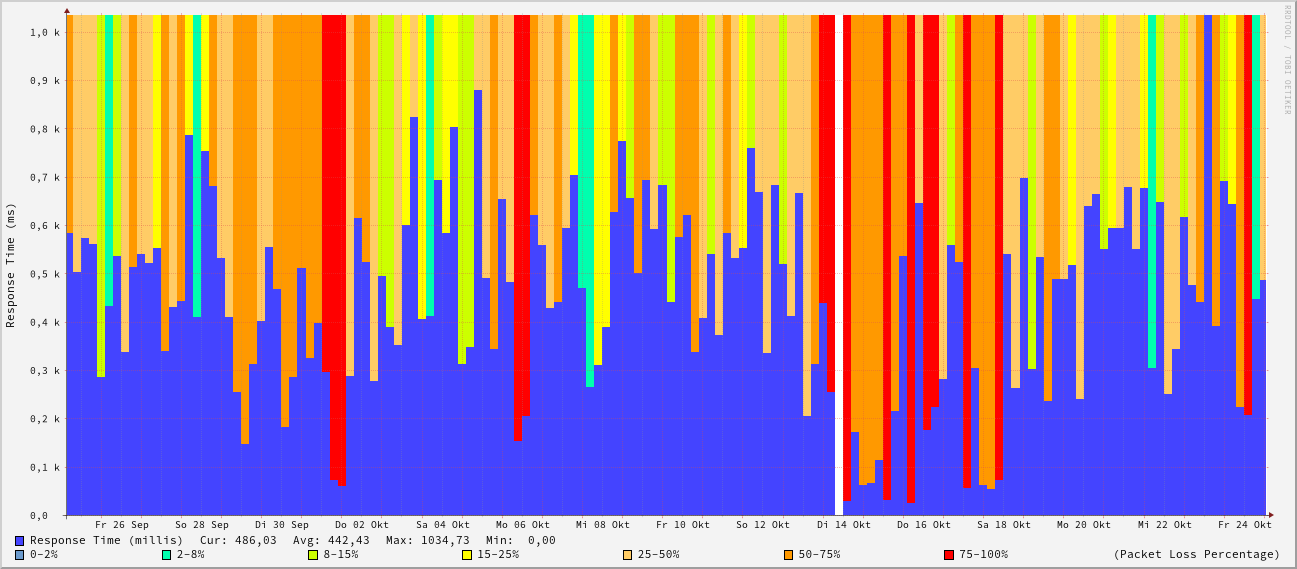 RRDTOOL / TOBI OETIKER
Response Time (ms)
1,0 k
0,9 k
0,8 k
0,7 k
0,6 k
0,5 k
0,4 k
0,3 k
0,2 k
0,1 k
0,0
Fr 26 Sep So 28 Sep Di 30 Sep Do 02 Okt Sa 04 Okt Mo 06 Okt Mi 08 Okt Fr 10 Okt So 12 Okt Di 14 Okt Do 16 Okt Sa 18 Okt Mo 20 Okt Mi 22 Okt Fr 24 Okt
Response Time (millis) Cur: 486,03 Avg: 442,43 Max: 1034,73 Min: 0,00
0-2% 2-8% 8-15% 15-25% 25-50% 50-75% 75-100% (Packet Loss Percentage)